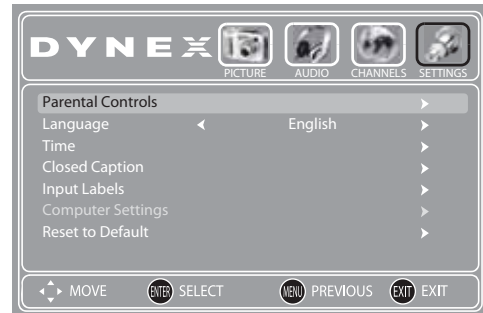 DYNEX
PICTURE AUDIO CHANNELS SETTINGS
Parental Controls
Language English
Time
Closed Caption
Input Labels
Computer Settings
Reset to Default
MOVE ENTER SELECT MENU PREVIOUS EXIT EXIT